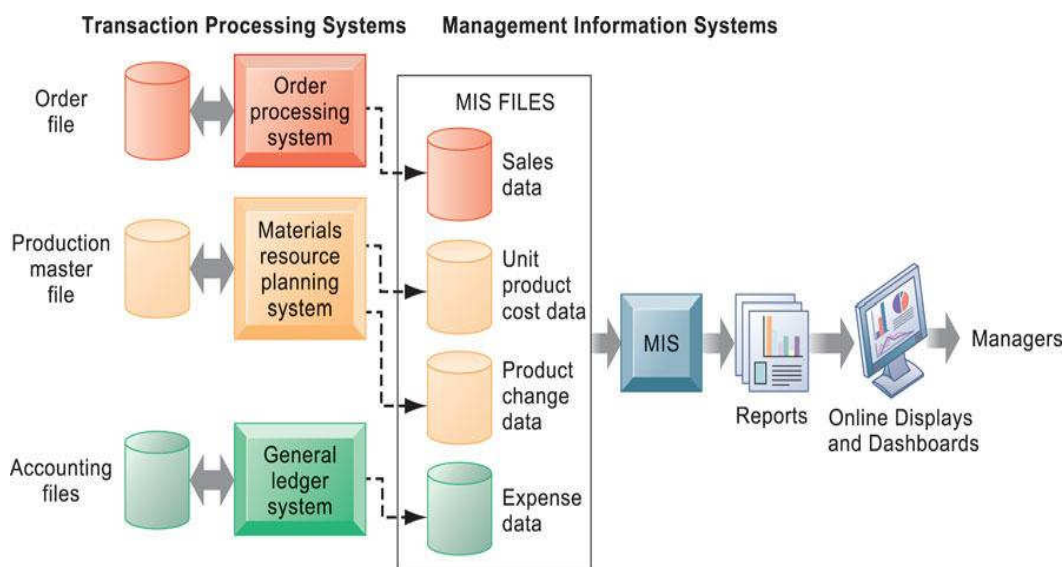 Transaction Processing Systems
Management Information Systems
Order
file
Order
processing
system
MIS FILES
Sales
data
Production
master
file
Materials
resource
planning
system
Unit
product
cost data
Product
change
data
MIS
Reports
Online Displays
and Dashboards
Managers
Accounting
files
General
ledger
system
Expense
data